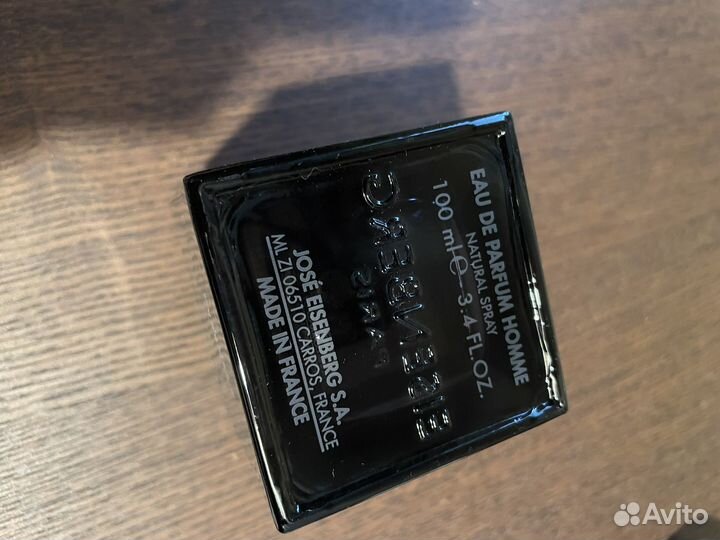 EAU DE PARFUM HOMME
NATURAL SPRAY
100 ml ℮ 3.4 FL.OZ.
EISENBERG
PARIS
JOSÉ EISENBERG S.A.
ML ZI 06510 CARROS, FRANCE
MADE IN FRANCE
Avito